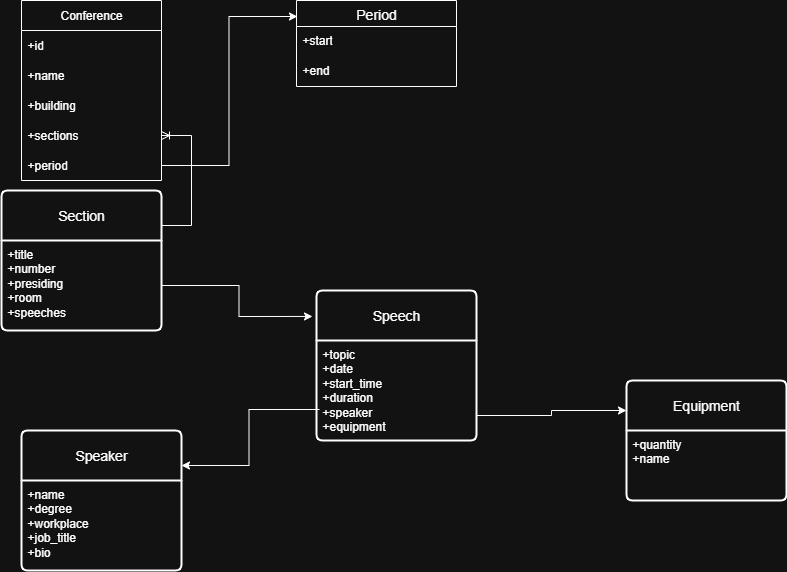 Conference
+id
+name
+building
+sections
+period
Period
+start
+end
Section
+title
+number
+presiding
+room
+speeches
Speech
+topic
+date
+start_time
+duration
+speaker
+equipment
Equipment
+quantity
+name
Speaker
+name
+degree
+workplace
+job_title
+bio